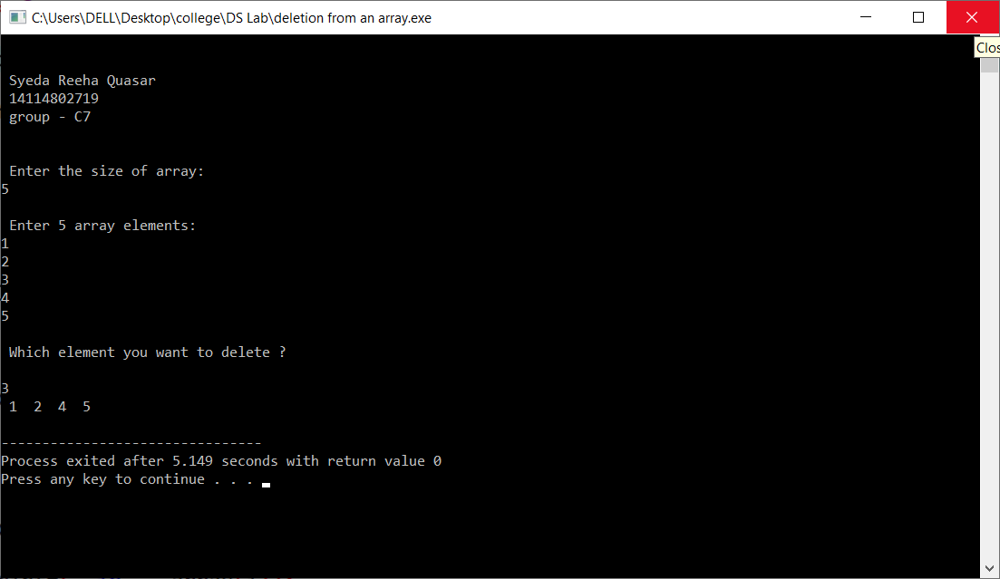 C:\Users\DELL\Desktop\college\DS Lab\deletion from an array.exe
Clos
Syeda Reeha Quasar
14114802719
group - C7
Enter the size of array:
5
Enter 5 array elements:
1
2
3
4
5
Which element you want to delete ?
3
1  2  4  5
--------------------------------
Process exited after 5.149 seconds with return value 0
Press any key to continue . . .